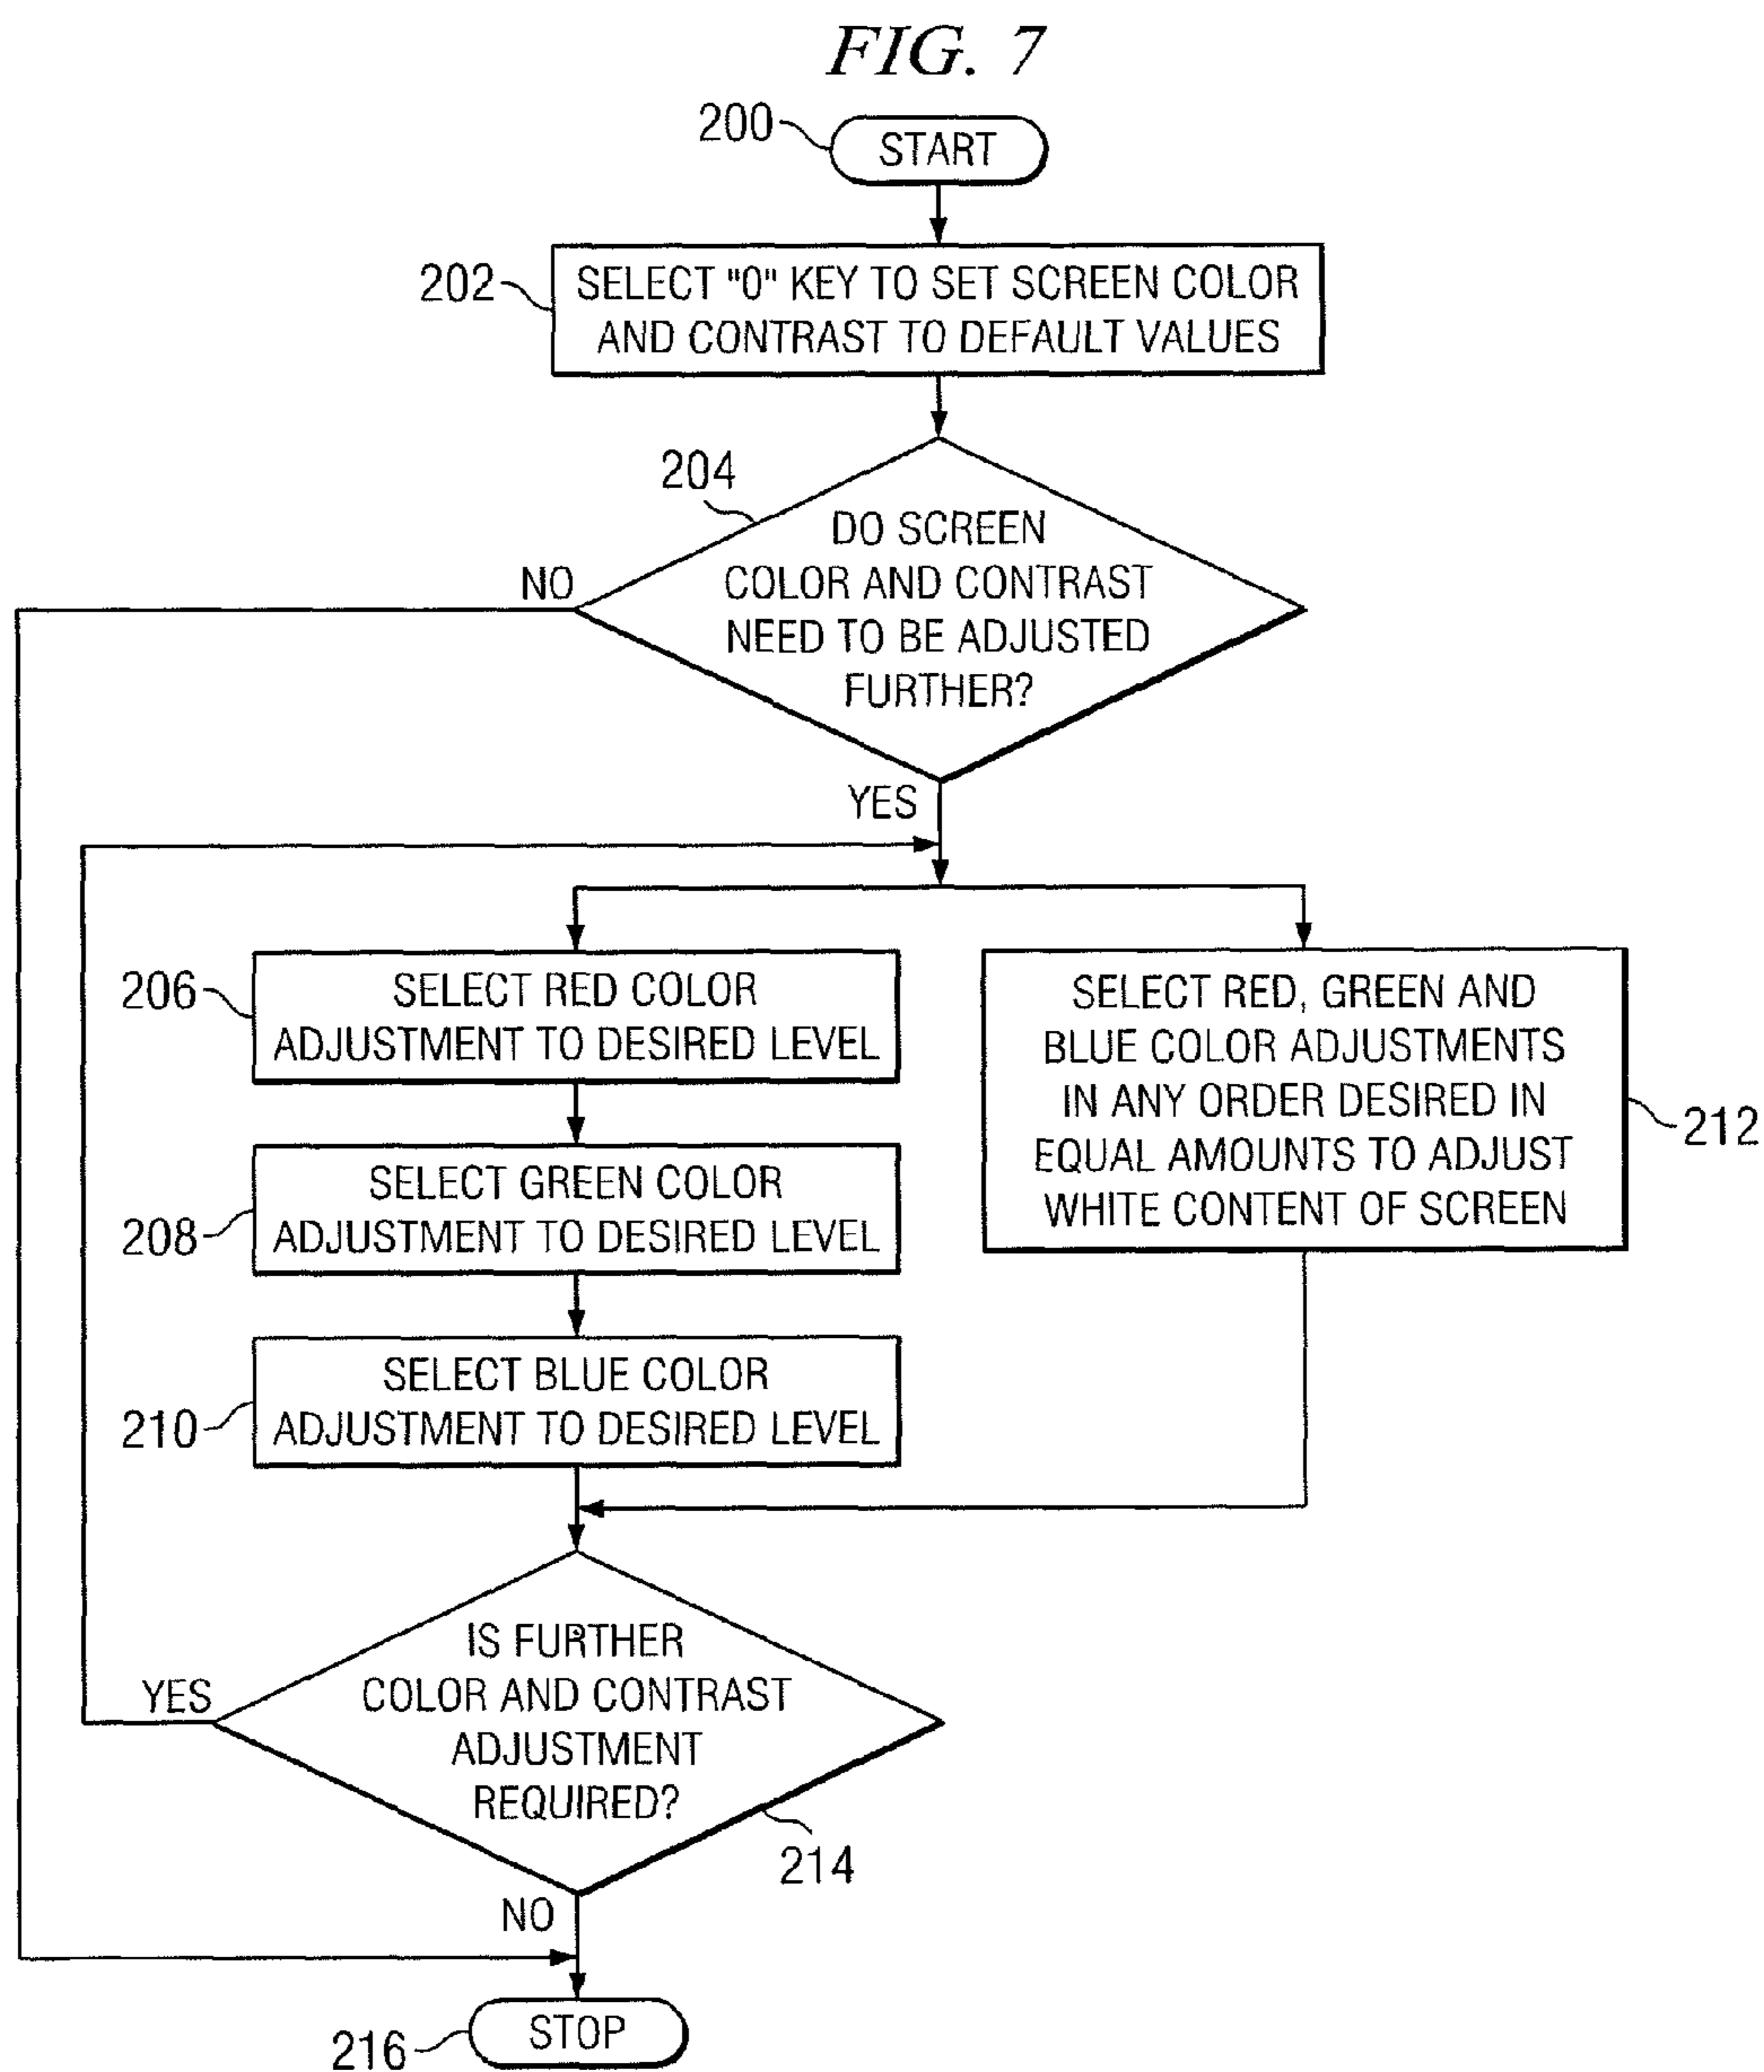 FIG. 7
200
START
202
SELECT "0" KEY TO SET SCREEN COLOR
AND CONTRAST TO DEFAULT VALUES
204
DO SCREEN
COLOR AND CONTRAST
NEED TO BE ADJUSTED
FURTHER?
NO
YES
206
SELECT RED COLOR
ADJUSTMENT TO DESIRED LEVEL
208
SELECT GREEN COLOR
ADJUSTMENT TO DESIRED LEVEL
210
SELECT BLUE COLOR
ADJUSTMENT TO DESIRED LEVEL
SELECT RED, GREEN AND
BLUE COLOR ADJUSTMENTS
IN ANY ORDER DESIRED IN
EQUAL AMOUNTS TO ADJUST
WHITE CONTENT OF SCREEN
212
IS FURTHER
COLOR AND CONTRAST
ADJUSTMENT
REQUIRED?
YES
214
NO
216
STOP